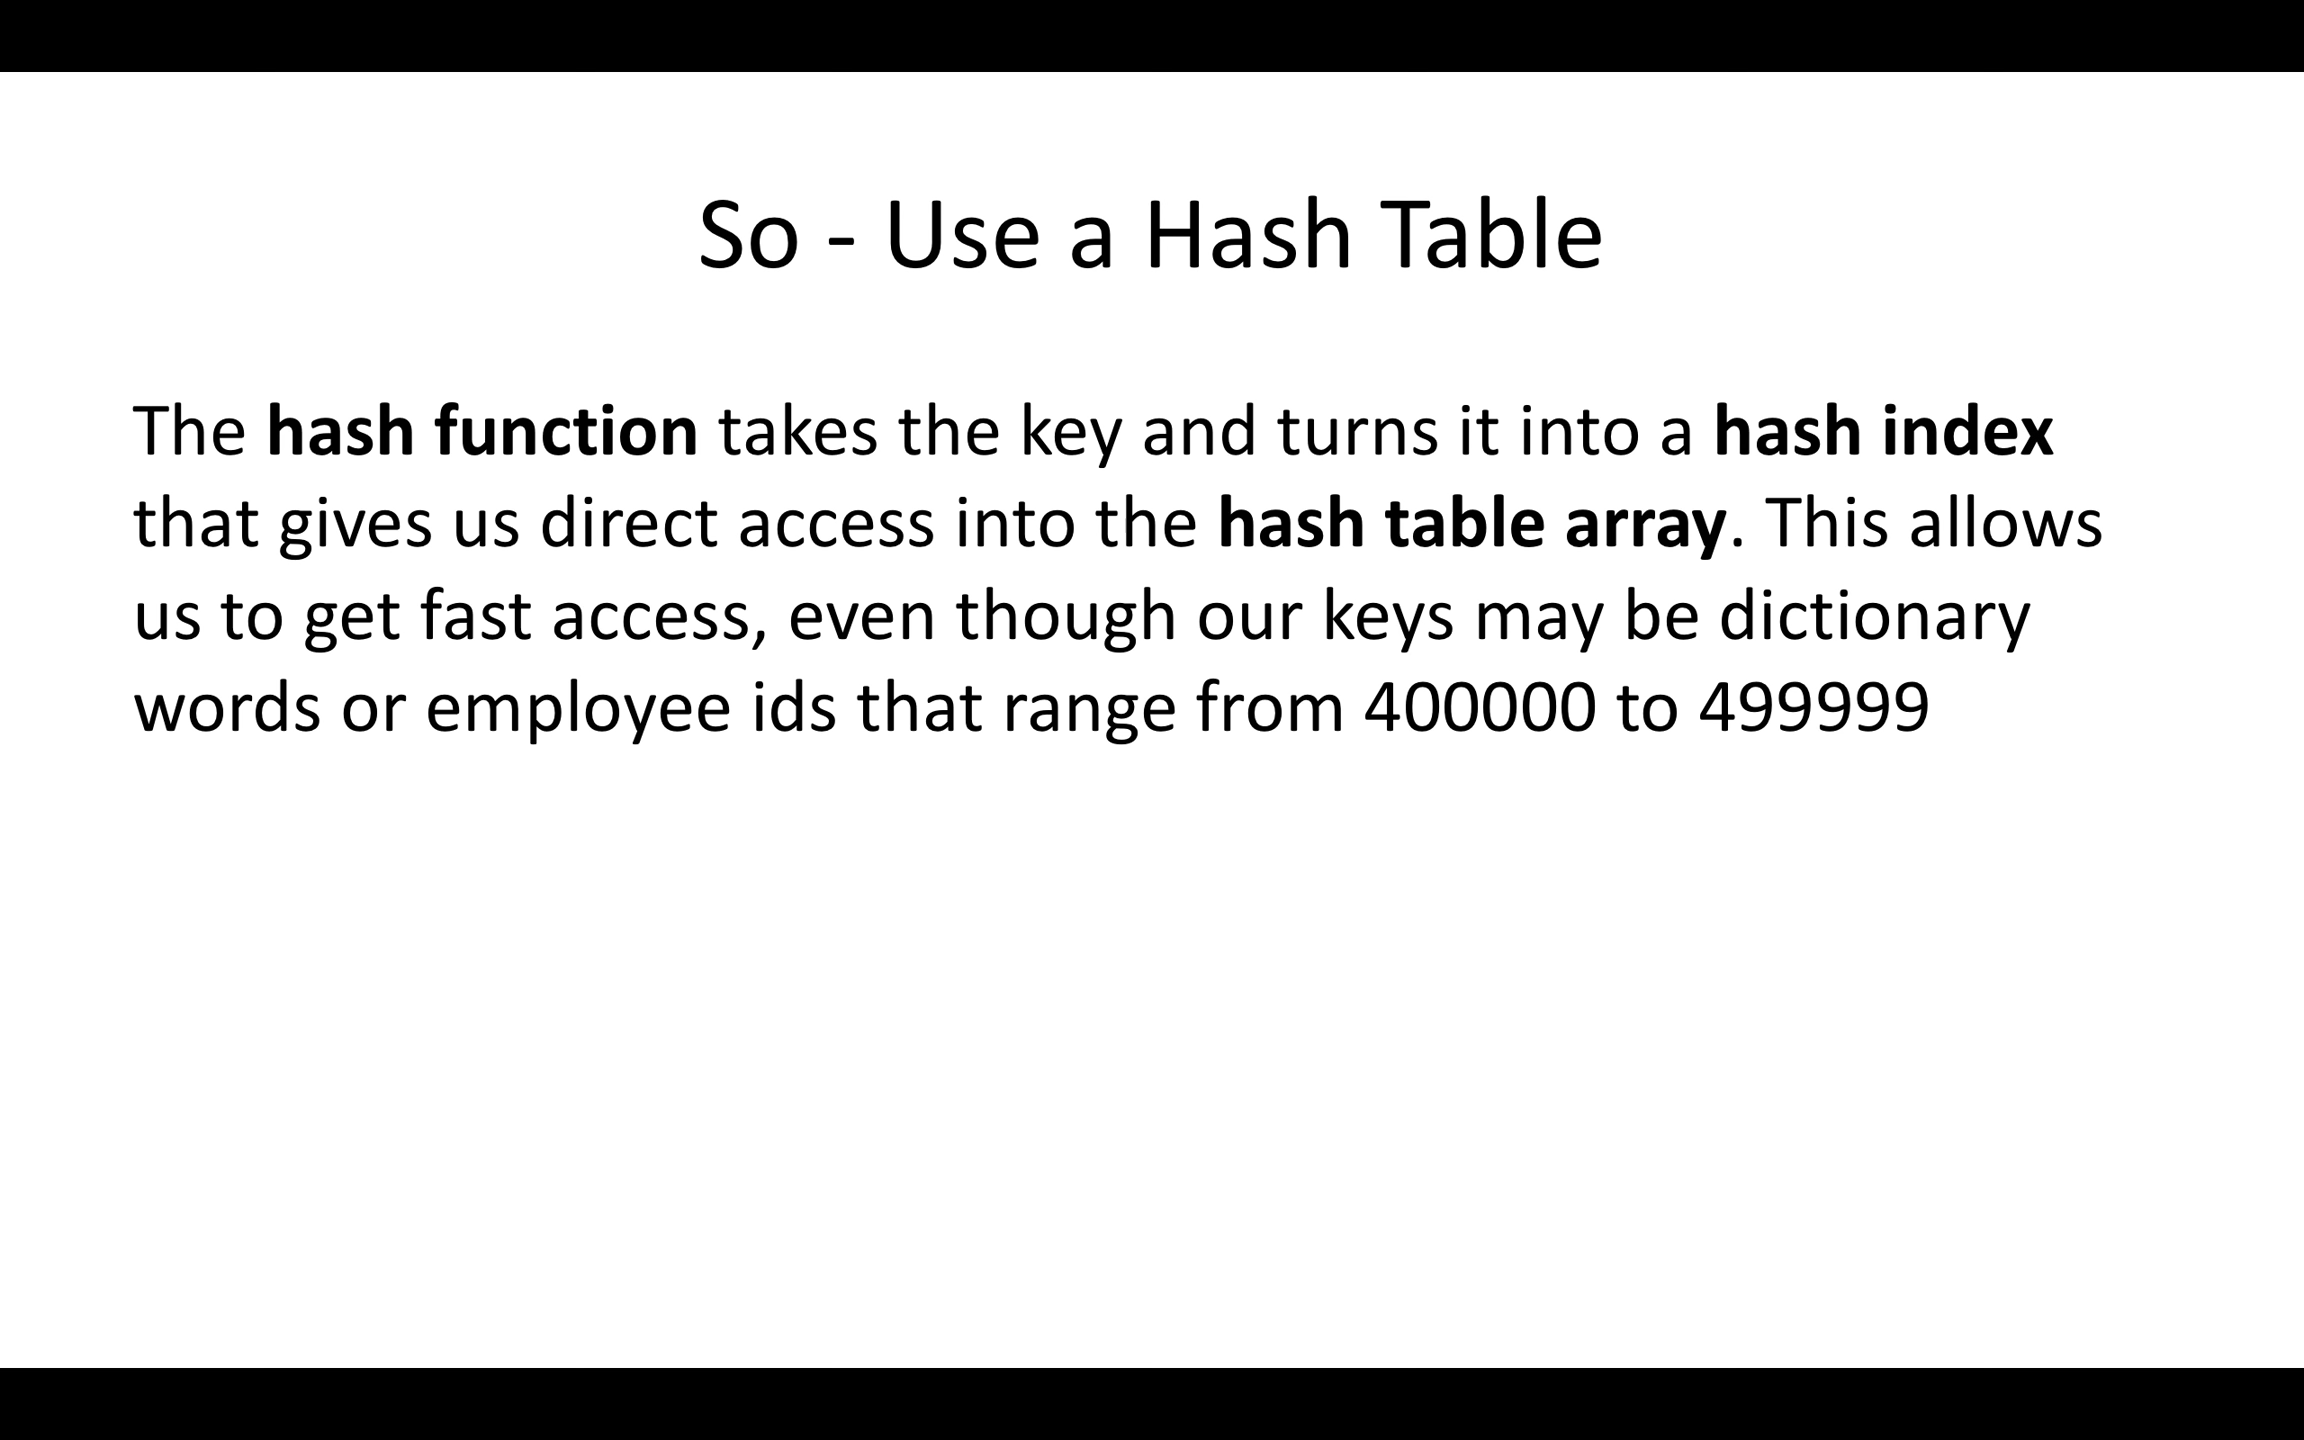 So - Use a Hash Table
The hash function takes the key and turns it into a hash index
that gives us direct access into the hash table array. This allows
us to get fast access, even though our keys may be dictionary
words or employee ids that range from 400000 to 499999